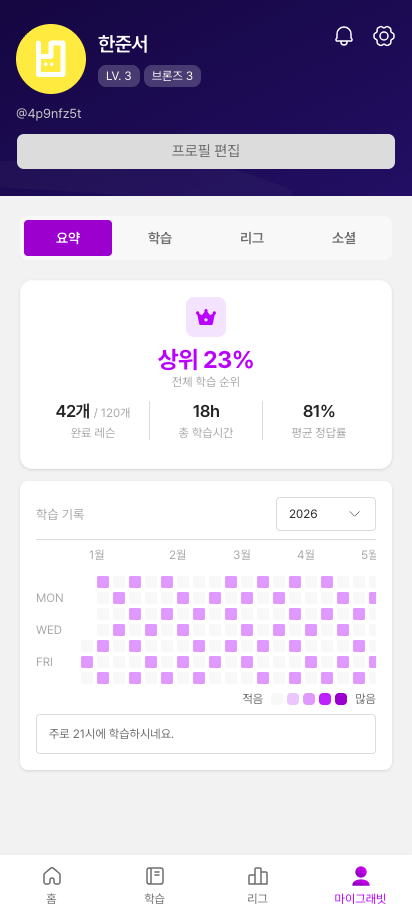 한준서
LV. 3 브론즈 3
@4p9nfz5t
프로필 편집
요약 학습 리그 소셜
상위 23%
전체 학습 순위
42개 / 120개 18h 81%
완료 레슨 총 학습시간 평균 정답률
학습 기록 2026
1월 2월 3월 4월 5월
MON
WED
FRI
적음 많음
주로 21시에 학습하시네요.
홈 학습 리그 마이그래빗